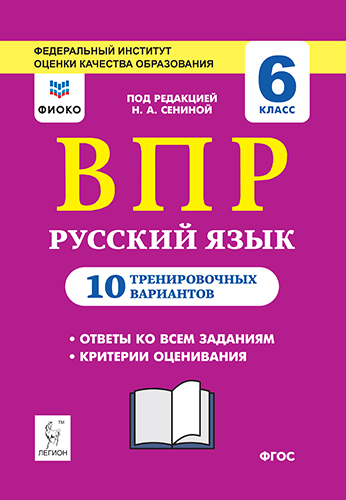 ФЕДЕРАЛЬНЫЙ ИНСТИТУТ
ОЦЕНКИ КАЧЕСТВА ОБРАЗОВАНИЯ
ФИОКО
6
КЛАСС
ПОД РЕДАКЦИЕЙ
Н. А. СЕНИНОЙ
ВПР
РУССКИЙ ЯЗЫК
10 ТРЕНИРОВОЧНЫХ
ВАРИАНТОВ
• ОТВЕТЫ КО ВСЕМ ЗАДАНИЯМ
• КРИТЕРИИ ОЦЕНИВАНИЯ
TM
ЛЕГИОН
ФГОС